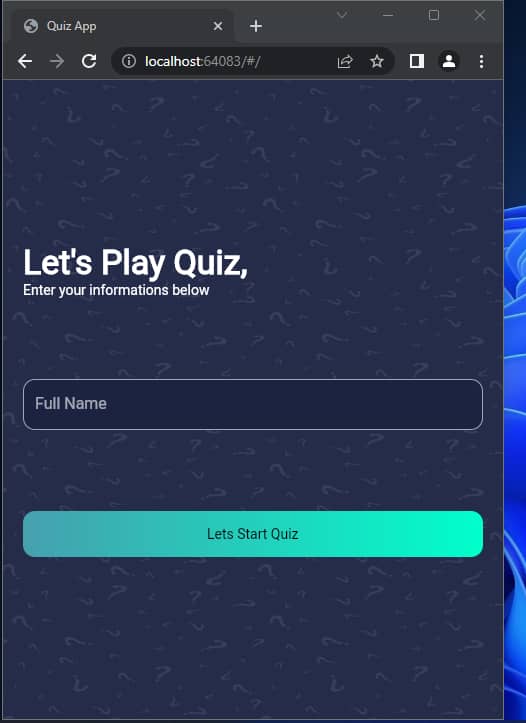 Quiz App
localhost:64083/#/
Let's Play Quiz,
Enter your informations below
Full Name
Lets Start Quiz